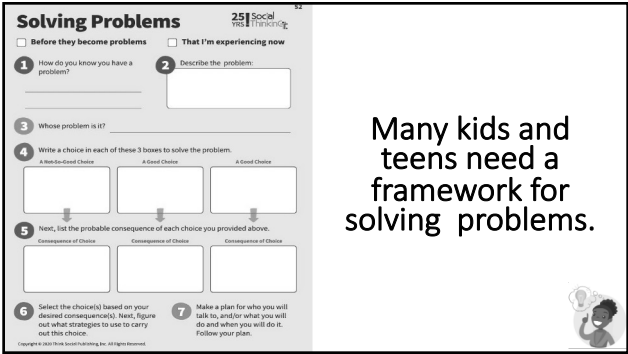 52
Solving Problems
25 YRS! Social Thinking
Before they become problems
That I'm experiencing now
1
How do you know you have a
problem?
2
Describe the problem:
3
Whose problem is it?
4
Write a choice in each of these 3 boxes to solve the problem.
A Not-So-Good Choice
A Good Choice
A Good Choice
5
Next, list the probable consequence of each choice you provided above.
Consequence of Choice
Consequence of Choice
Consequence of Choice
6
Select the choice(s) based on your
desired consequence(s). Next, figure
out what strategies to use to carry
out this choice.
7
Make a plan for who you will
talk to, and/or what you will
do and when you will do it.
Follow your plan.
Copyright © 2020 Think Social Publishing, Inc. All Rights Reserved.
Many kids and
teens need a
framework for
solving problems.